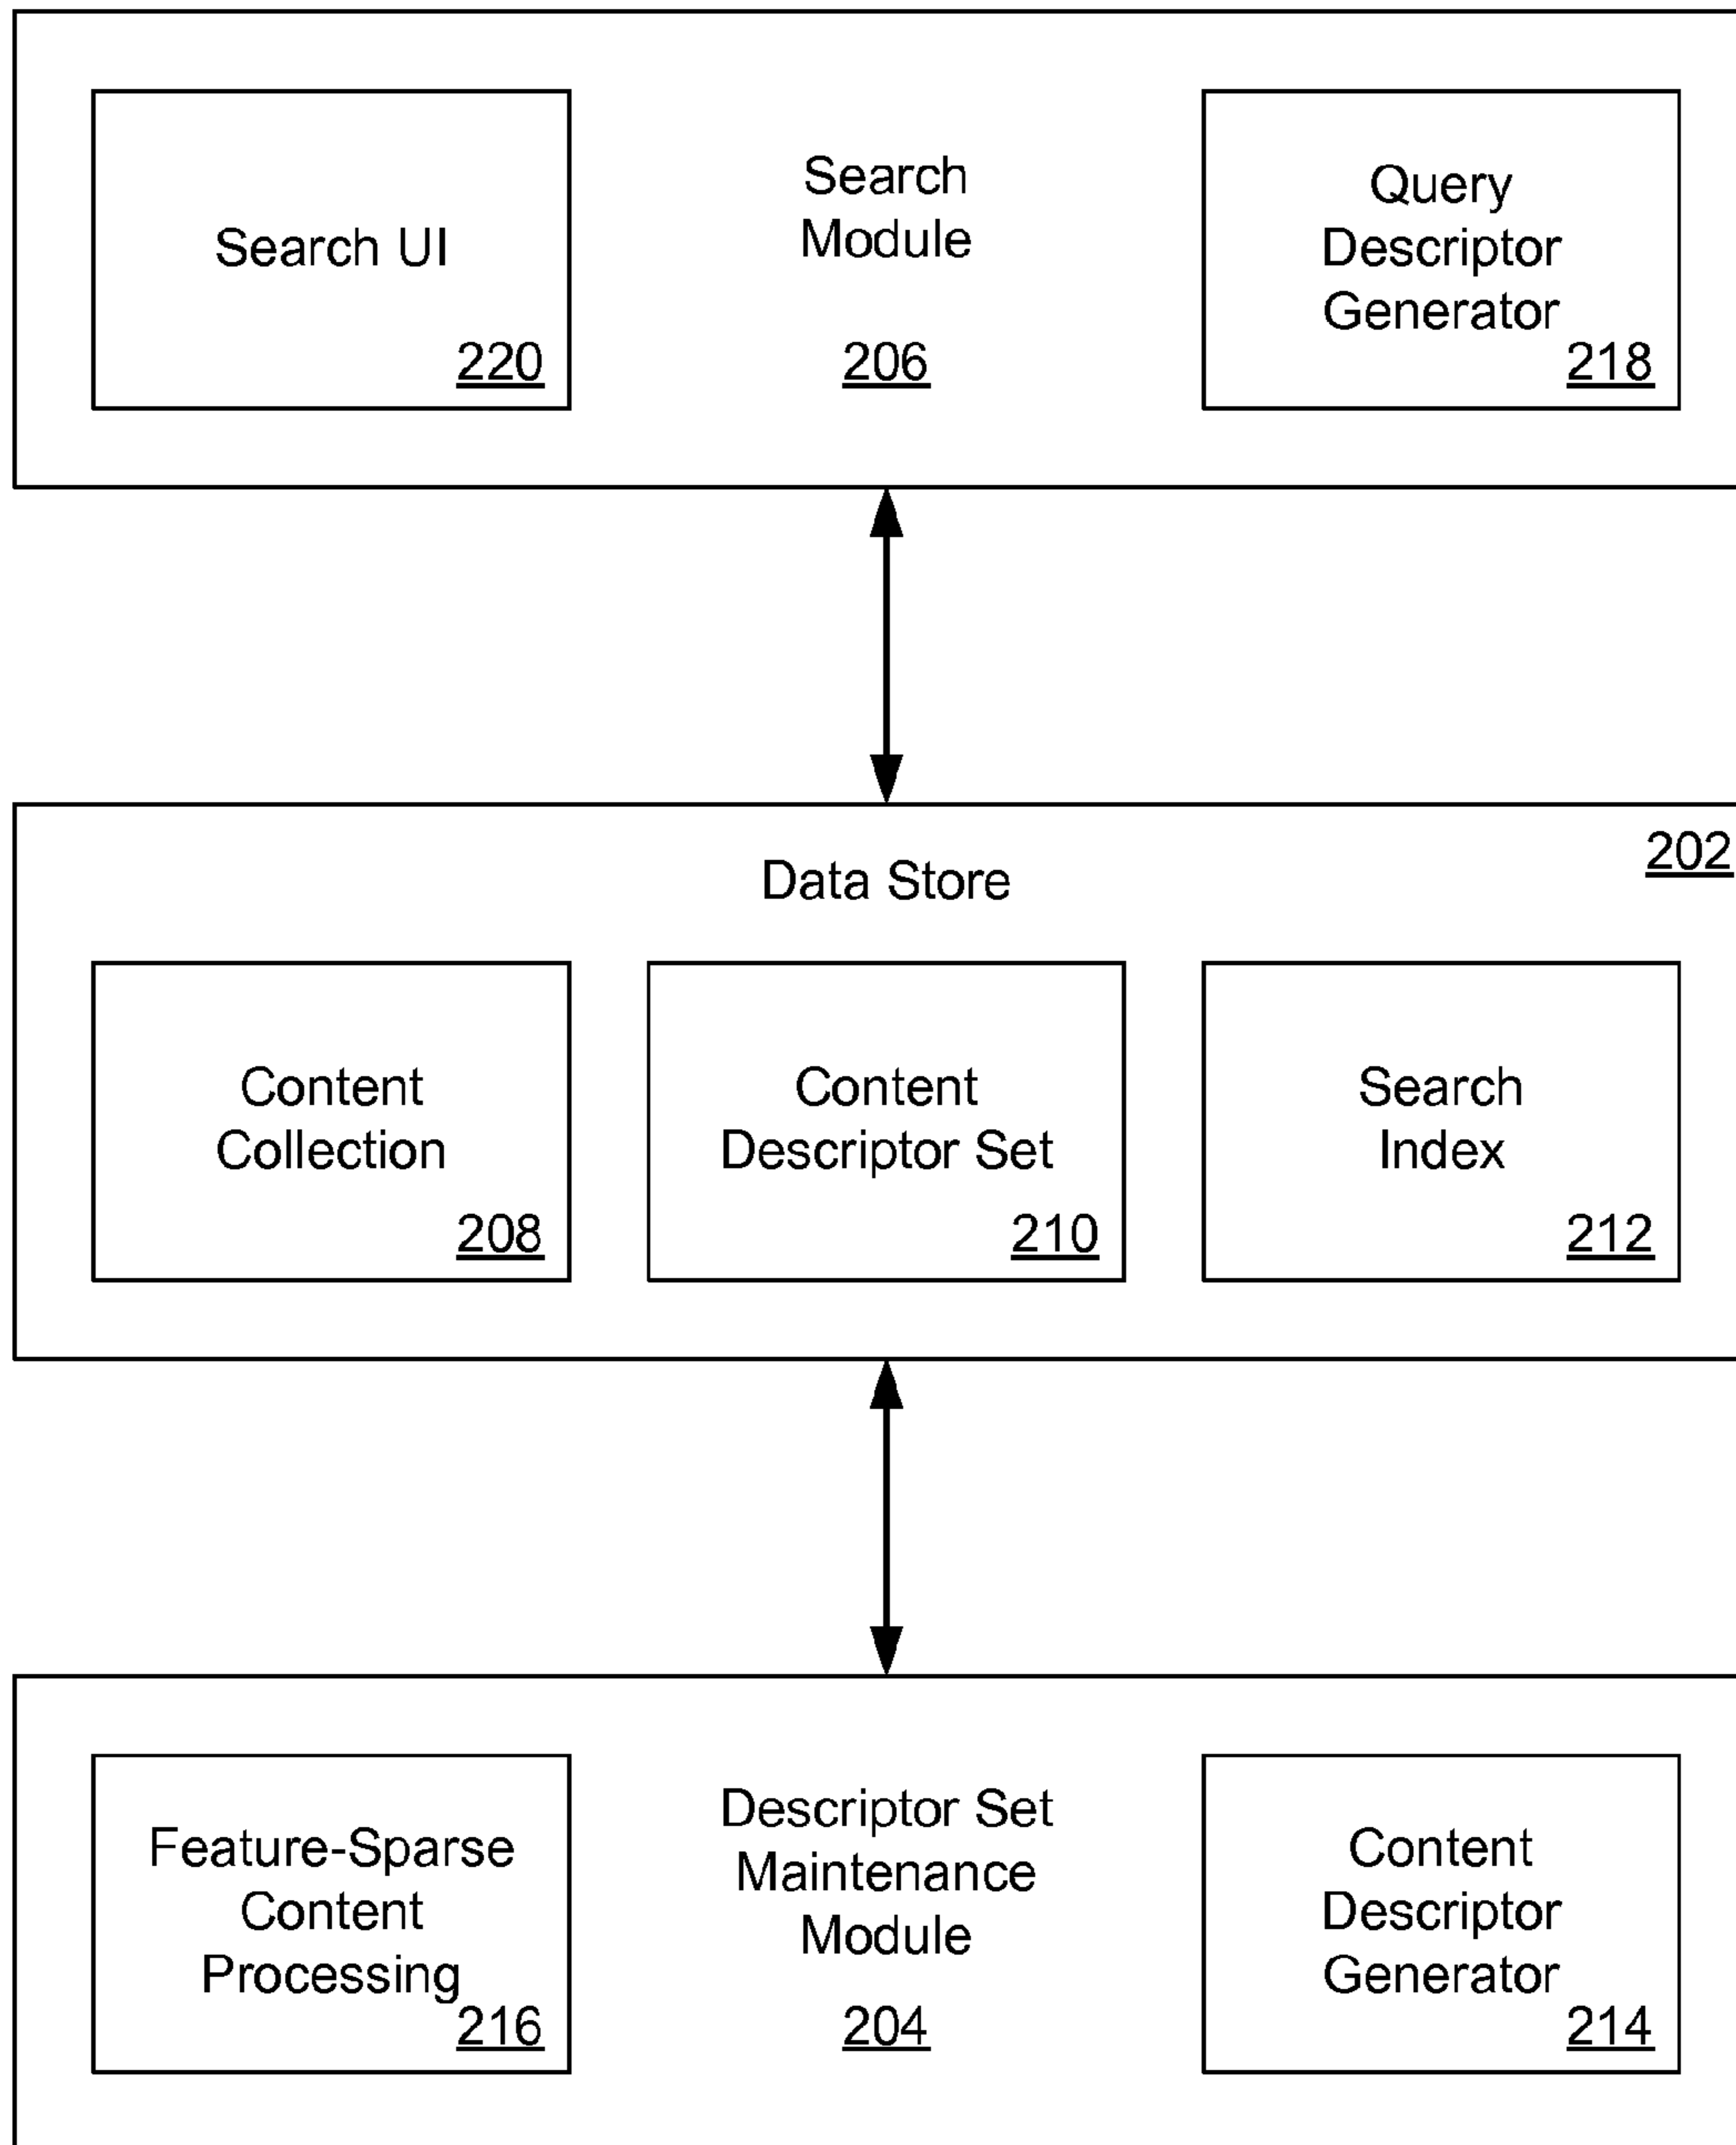 Search UI
220
Search
Module
206
Query
Descriptor
Generator
218
Data Store
202
Content
Collection
208
Content
Descriptor Set
210
Search
Index
212
Feature-Sparse
Content
Processing
216
Descriptor Set
Maintenance
Module
204
Content
Descriptor
Generator
214